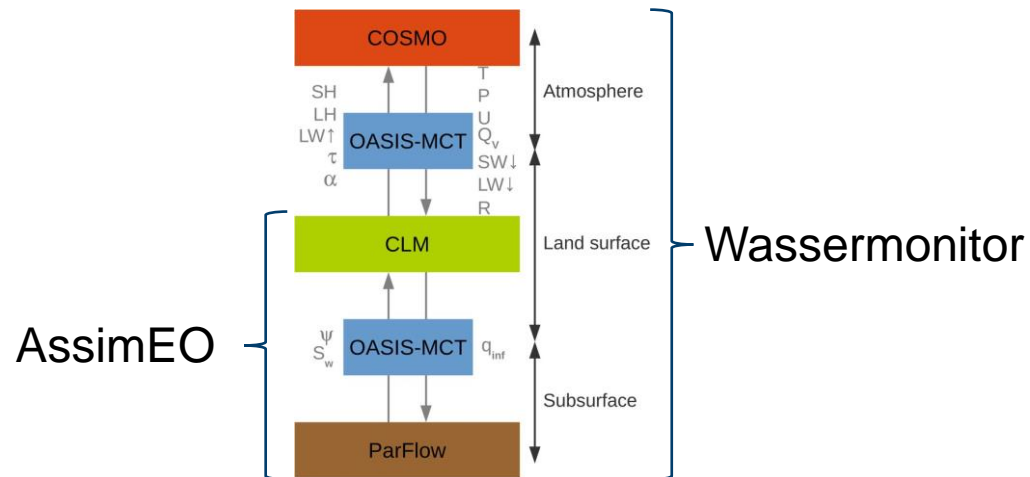 COSMO
SH
LH
LW↑
τ
α
OASIS-MCT
T
P
U
Qv
SW↓
LW↓
R
Atmosphere
CLM
Land surface
Wassermonitor
AssimEO
ψ
Sw
OASIS-MCT
qinf
Subsurface
ParFlow